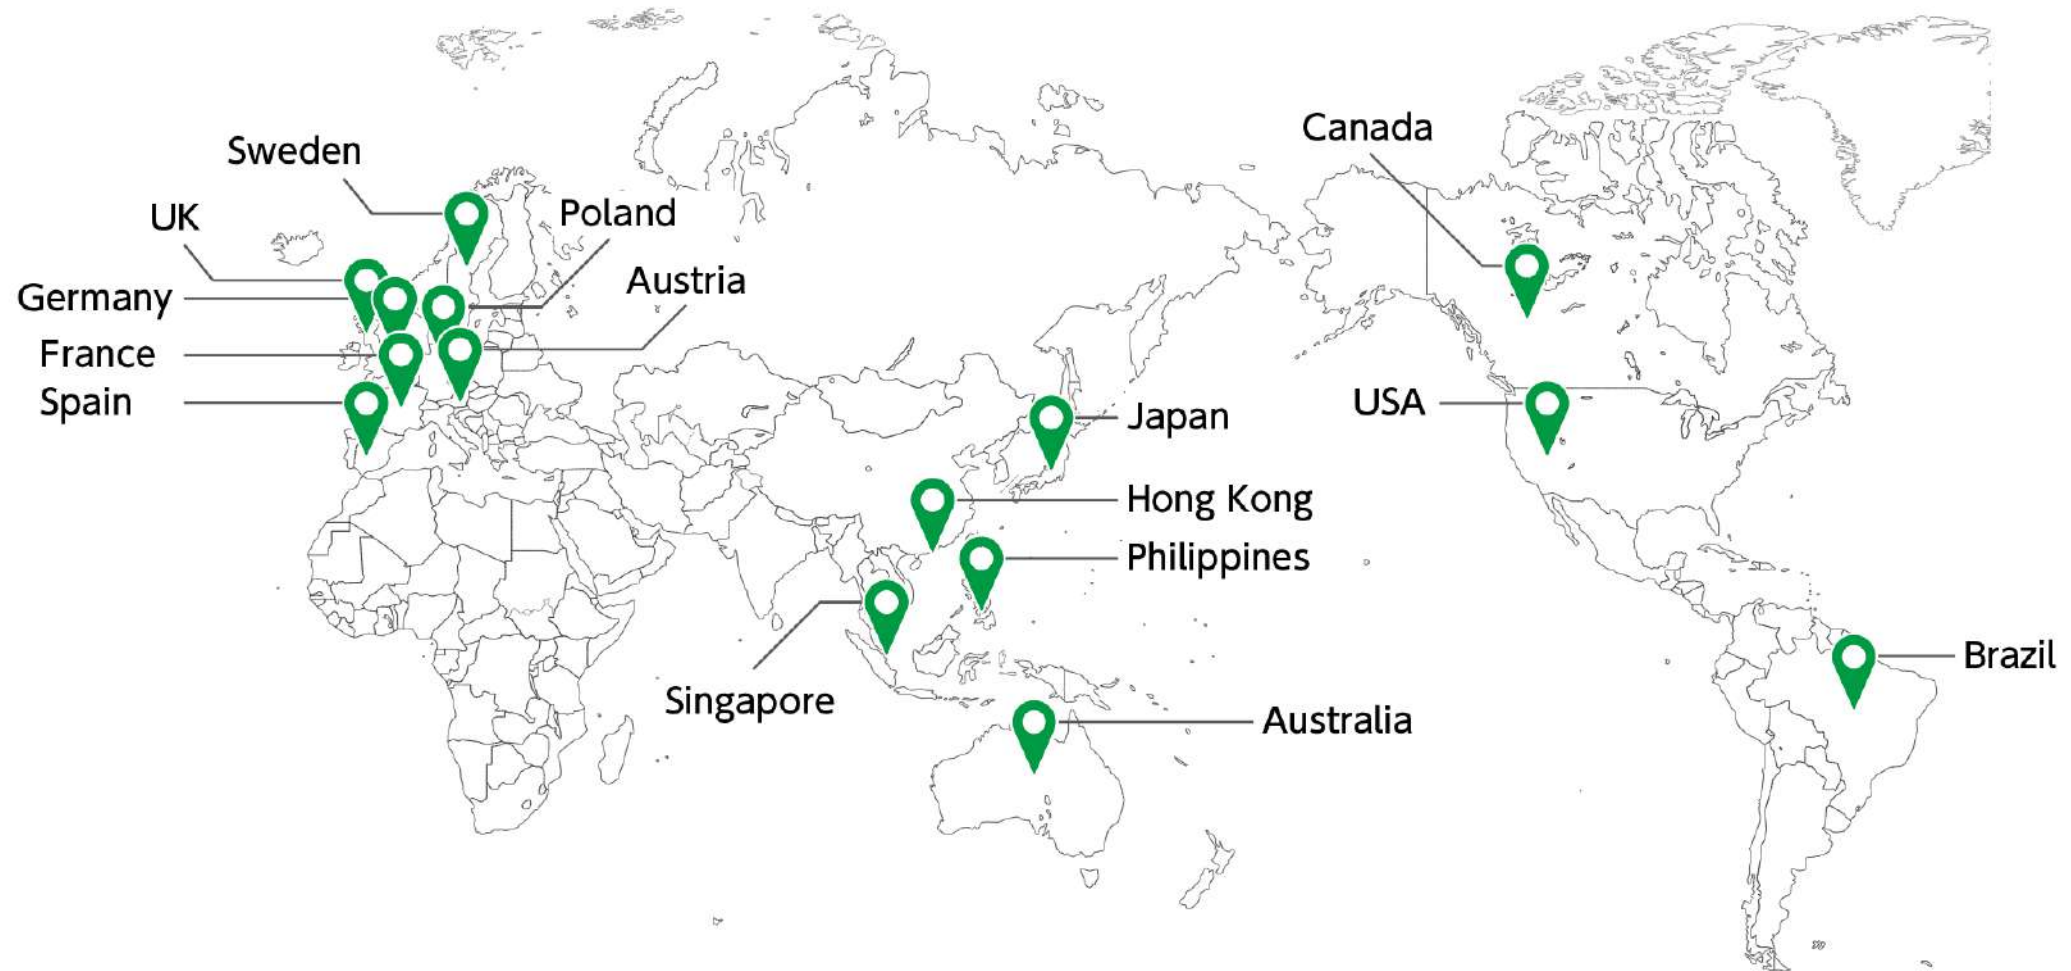 Canada
Sweden
UK
Poland
Austria
Germany
France
Spain
Japan
USA
Hong Kong
Philippines
Singapore
Australia
Brazil